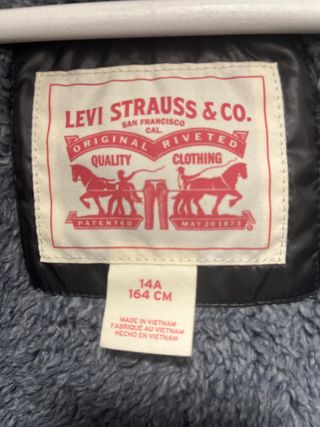 LEVI STRAUSS & CO.
SAN FRANCISCO
CAL.
ORIGINAL RIVETED
QUALITY CLOTHING
PATENTED MAY 20 1873
14A
164 CM
MADE IN VIETNAM
FABRIQUÉ AU VIETNAM
HECHO EN VIETNAM